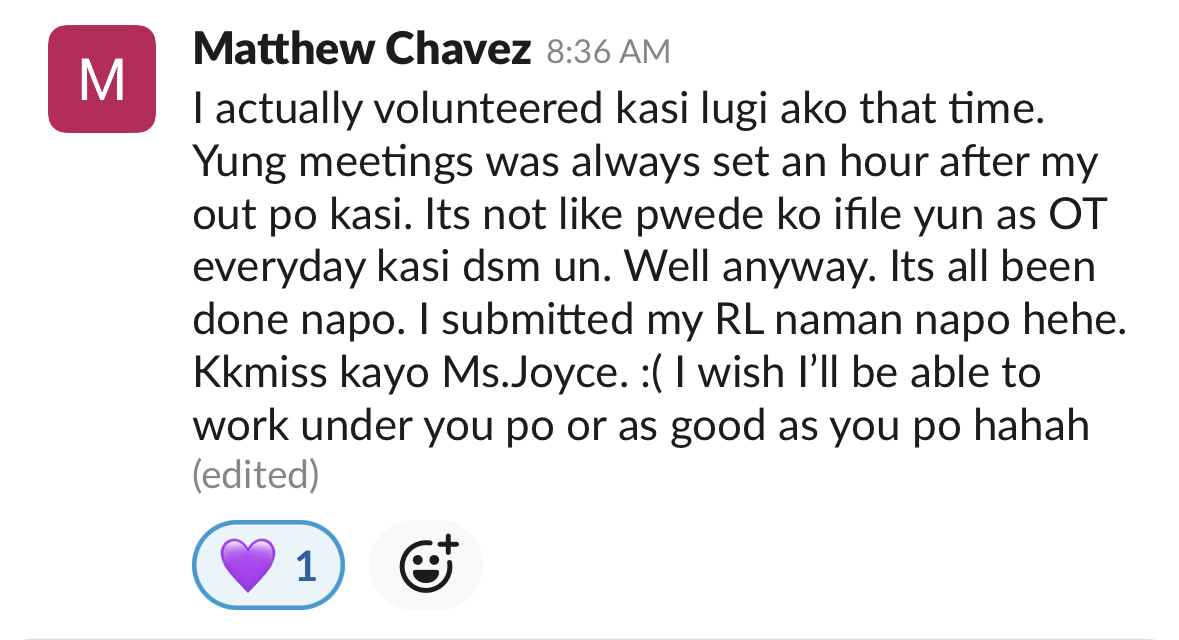 M
Matthew Chavez 8:36 AM
I actually volunteered kasi lugi ako that time.
Yung meetings was always set an hour after my
out po kasi. Its not like pwede ko ifile yun as OT
everyday kasi dsm un. Well anyway. Its all been
done napo. I submitted my RL naman napo hehe.
Kkmiss kayo Ms.Joyce. :( I wish I’ll be able to
work under you po or as good as you po hahah
(edited)
💜 1